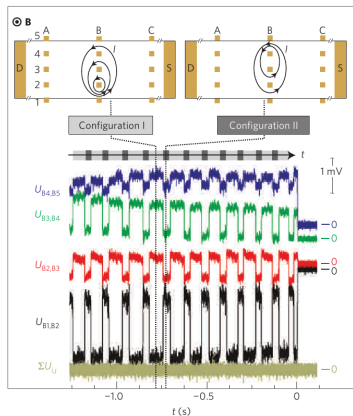 ⊙ B
A B C A B C
5
4
3
2
1
D I S D I S
Configuration I Configuration II
t
1 mV
U_B4,B5
U_B3,B4
U_B2,B3
U_B1,B2
ΣU_ij
0
0
0
0
0
−1.0 −0.5 0
t (s)